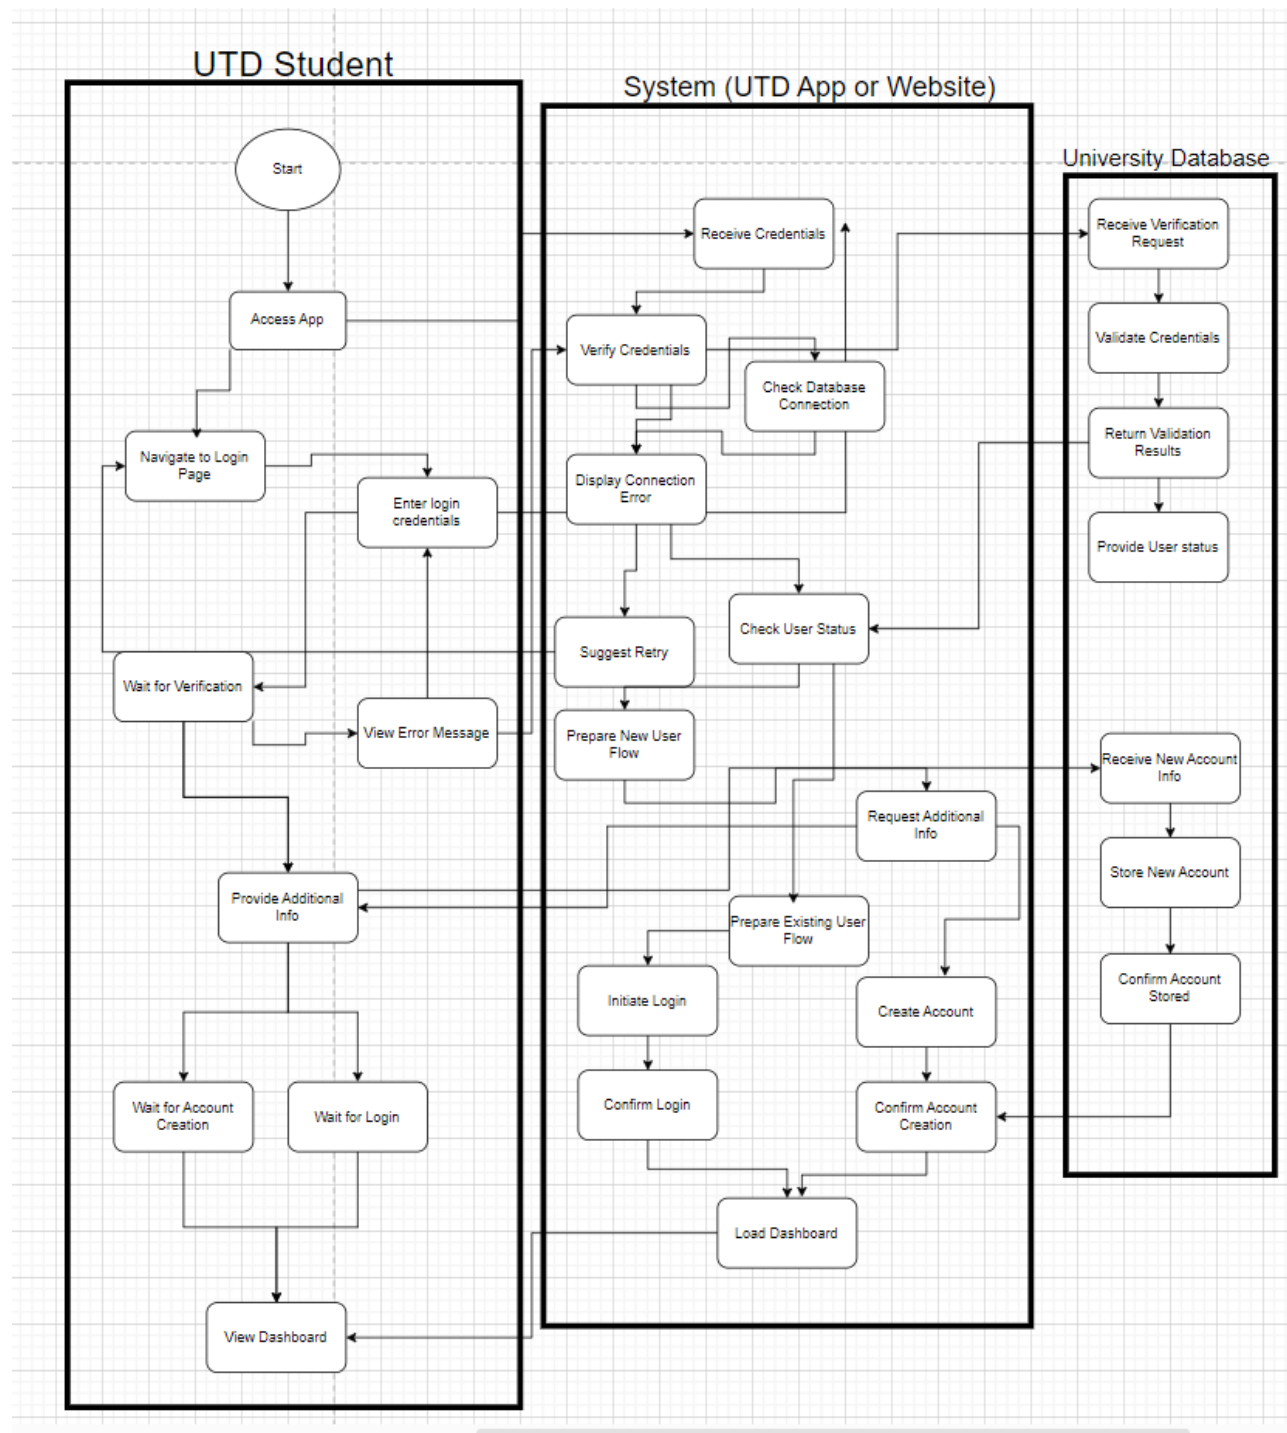 UTD Student
Start
Access App
Navigate to Login
Page
Enter login
credentials
Wait for Verification
View Error Message
Provide Additional
Info
Wait for Account
Creation
Wait for Login
View Dashboard
System (UTD App or Website)
Receive Credentials
Verify Credentials
Check Database
Connection
Display Connection
Error
Check User Status
Suggest Retry
Prepare New User
Flow
Request Additional
Info
Prepare Existing User
Flow
Initiate Login
Create Account
Confirm Login
Confirm Account
Creation
Load Dashboard
University Database
Receive Verification
Request
Validate Credentials
Return Validation
Results
Provide User status
Receive New Account
Info
Store New Account
Confirm Account
Stored